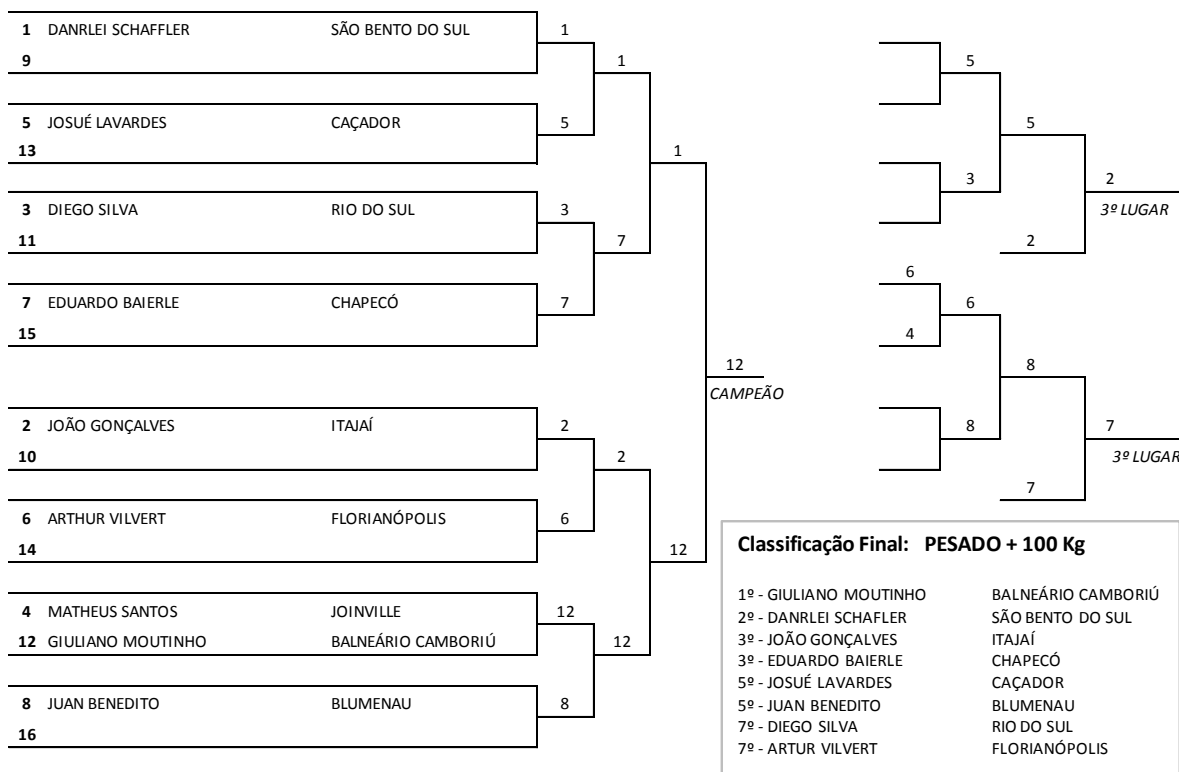 1 DANRLEI SCHAFFLER SÃO BENTO DO SUL
9
5 JOSUÉ LAVARDES CAÇADOR
13
3 DIEGO SILVA RIO DO SUL
11
7 EDUARDO BAIERLE CHAPECÓ
15
2 JOÃO GONÇALVES ITAJAÍ
10
6 ARTHUR VILVERT FLORIANÓPOLIS
14
4 MATHEUS SANTOS JOINVILLE
12 GIULIANO MOUTINHO BALNEÁRIO CAMBORIÚ
8 JUAN BENEDITO BLUMENAU
16
1
5
3
7
2
6
12
8
1
7
2
12
1
12
12
CAMPEÃO
5
3
5
2
2
3º LUGAR
6
4
6
8
8
7
7
3º LUGAR
Classificação Final: PESADO + 100 Kg
1º - GIULIANO MOUTINHO BALNEÁRIO CAMBORIÚ
2º - DANRLEI SCHAFLER SÃO BENTO DO SUL
3º - JOÃO GONÇALVES ITAJAÍ
3º - EDUARDO BAIERLE CHAPECÓ
5º - JOSUÉ LAVARDES CAÇADOR
5º - JUAN BENEDITO BLUMENAU
7º - DIEGO SILVA RIO DO SUL
7º - ARTUR VILVERT FLORIANÓPOLIS